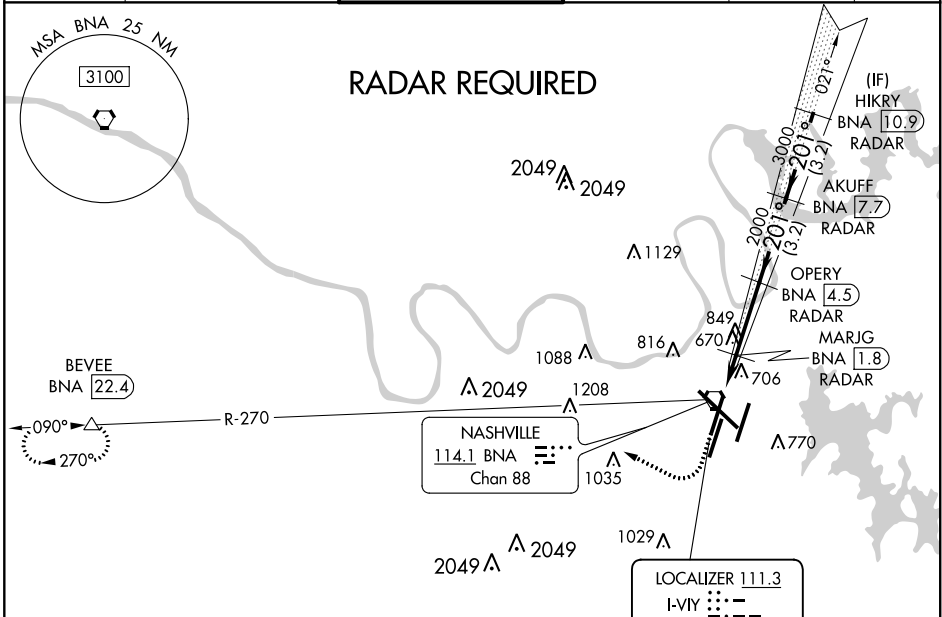 MSA BNA 25 NM
3100
RADAR REQUIRED
021°
(IF)
HIKRY
BNA 10.9
RADAR
3000
201°
(3.2)
AKUFF
BNA 7.7
RADAR
2000
201°
(3.2)
OPERY
BNA 4.5
RADAR
MARJG
BNA 1.8
RADAR
2049
2049
1129
849
670
816
706
1088
2049
1208
BEVEE
BNA 22.4
090°
270°
R-270
NASHVILLE
114.1 BNA
Chan 88
1035
770
1029
2049
2049
LOCALIZER 111.3
I-VIY